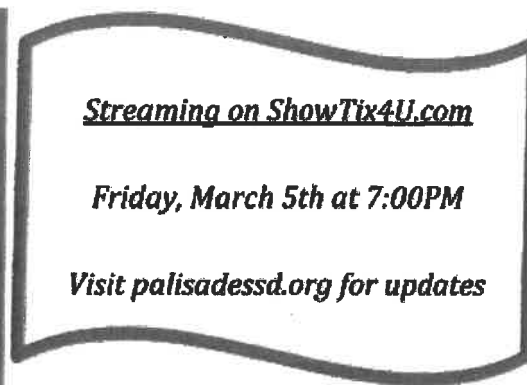 Streaming on ShowTix4U.com
Friday, March 5th at 7:00PM
Visit palisadessd.org for updates